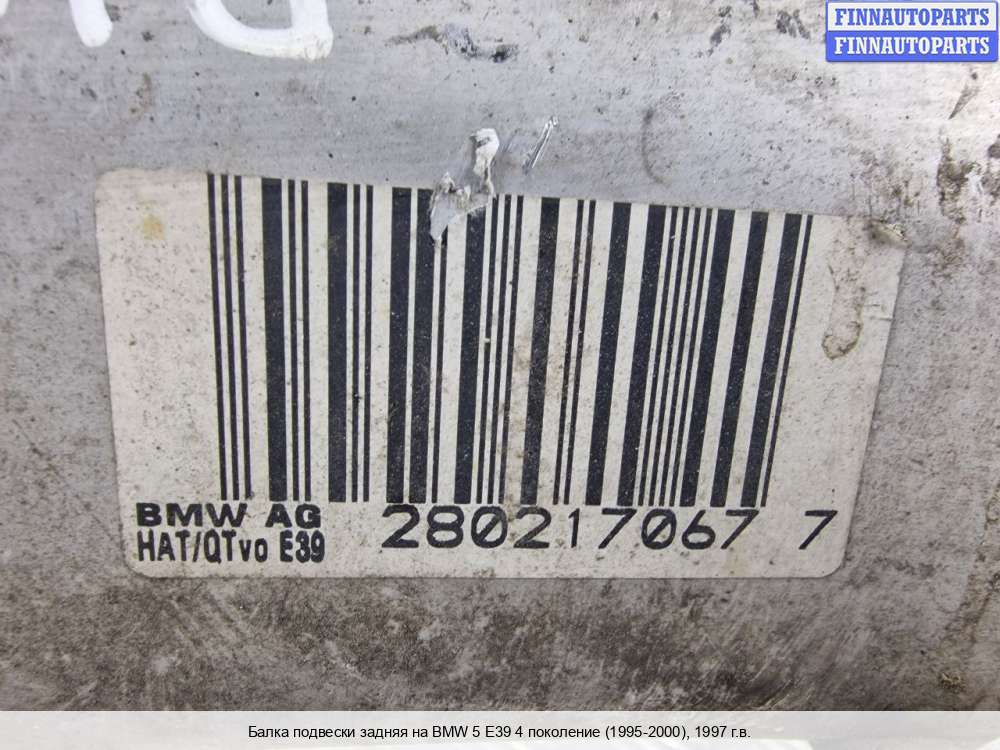 FINNAUTOPARTS
FINNAUTOPARTS
BMW AG
HAT/QTvo E39
280217067 7
Балка подвески задняя на BMW 5 E39 4 поколение (1995-2000), 1997 г.в.